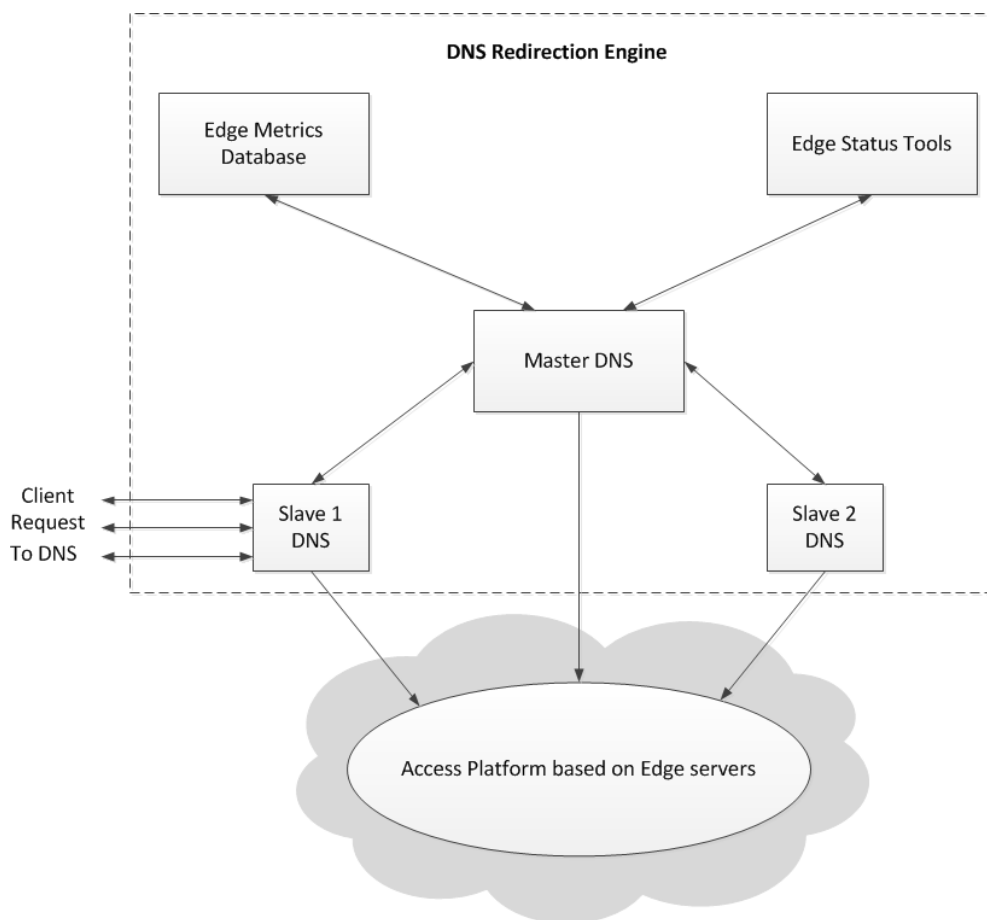 DNS Redirection Engine
Edge Metrics
Database
Edge Status Tools
Master DNS
Client
Request
To DNS
Slave 1
DNS
Slave 2
DNS
Access Platform based on Edge servers